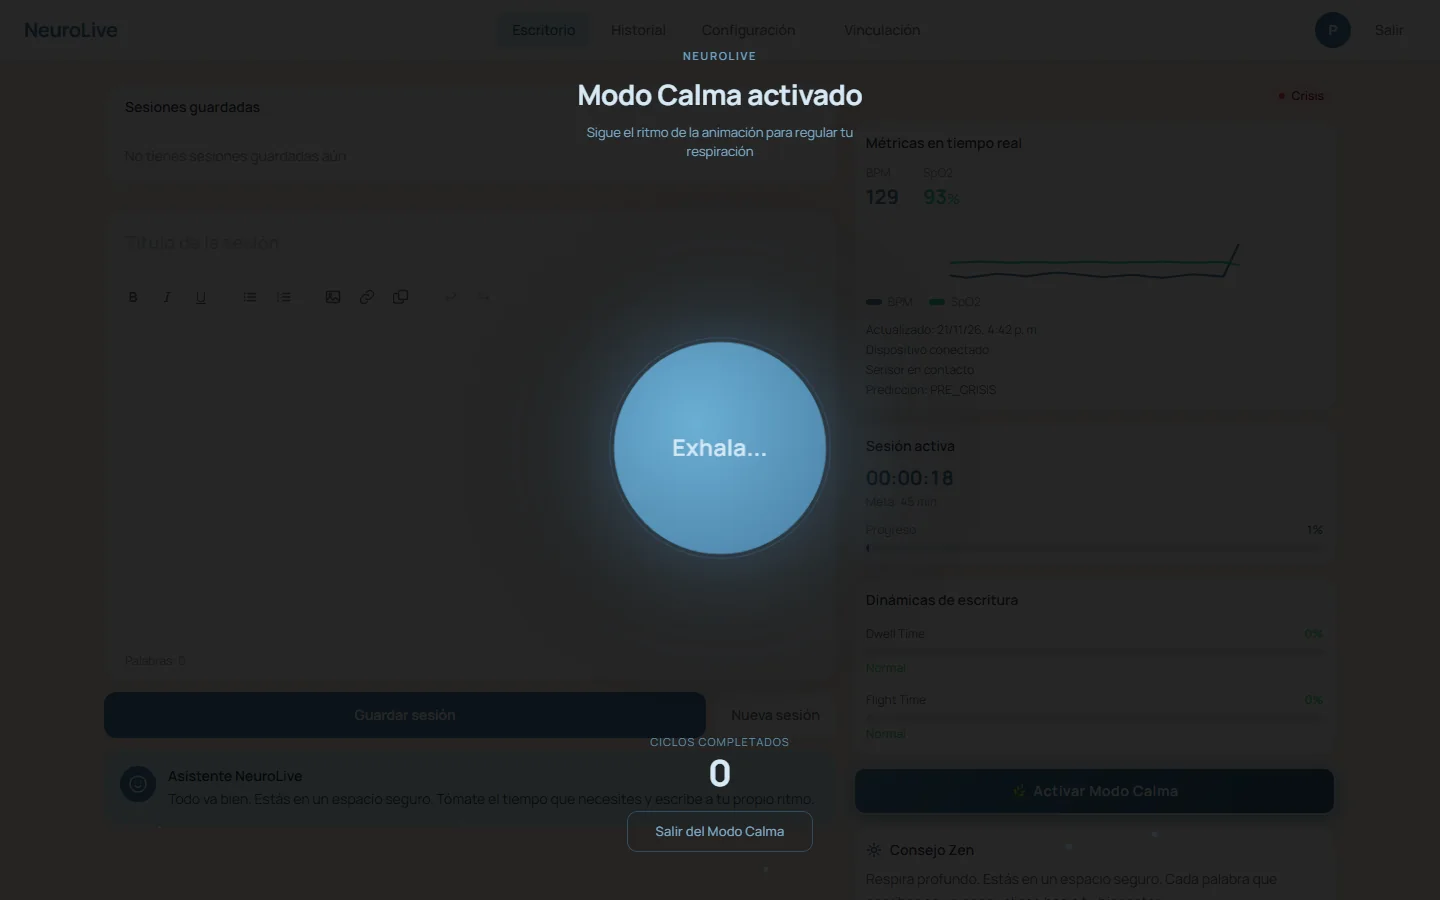 NeuroLive
Escritorio
Historial
Configuración
Vinculación
P
Salir
NEUROLIVE
Modo Calma activado
Sigue el ritmo de la animación para regular tu
respiración
Sesiones guardadas
No tienes sesiones guardadas aún
Título de la sesión
B I U
Exhala...
Palabras: 0
Guardar sesión
Nueva sesión
Asistente NeuroLive
Todo va bien. Estás en un espacio seguro. Tómate el tiempo que necesites y escribe a tu propio ritmo.
CICLOS COMPLETADOS
0
Salir del Modo Calma
Crisis
Métricas en tiempo real
BPM SpO2
129 93%
BPM SpO2
Actualizado: 21/11/26, 4:42 p. m.
Dispositivo conectado
Sensor en contacto
Predicción: PRE_CRISIS
Sesión activa
00:00:18
Meta: 45 min
Progreso 1%
Dinámicas de escritura
Dwell Time 0%
Normal
Flight Time 0%
Normal
Activar Modo Calma
Consejo Zen
Respira profundo. Estás en un espacio seguro. Cada palabra que